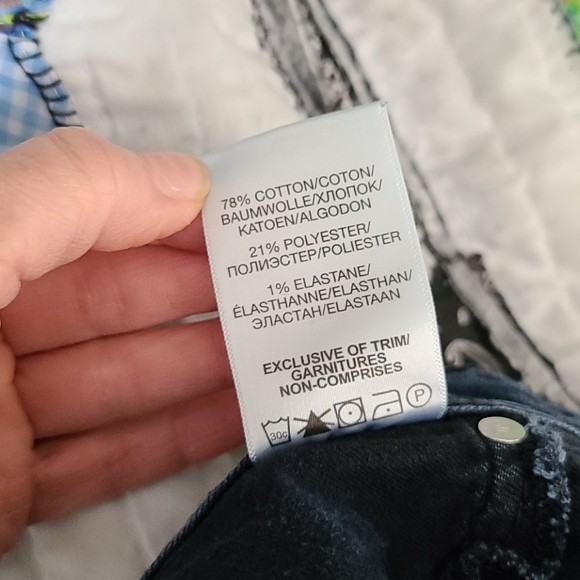 78% COTTON/COTON/
BAUMWOLLE/ХЛОПОК/
KATOEN/ALGODON
21% POLYESTER/
ПОЛИЭСТЕР/POLIESTER
1% ELASTANE/
ÉLASTHANNE/ELASTHAN/
ЭЛАСТАН/ELASTAAN
EXCLUSIVE OF TRIM/
GARNITURES
NON-COMPRISES
30c P